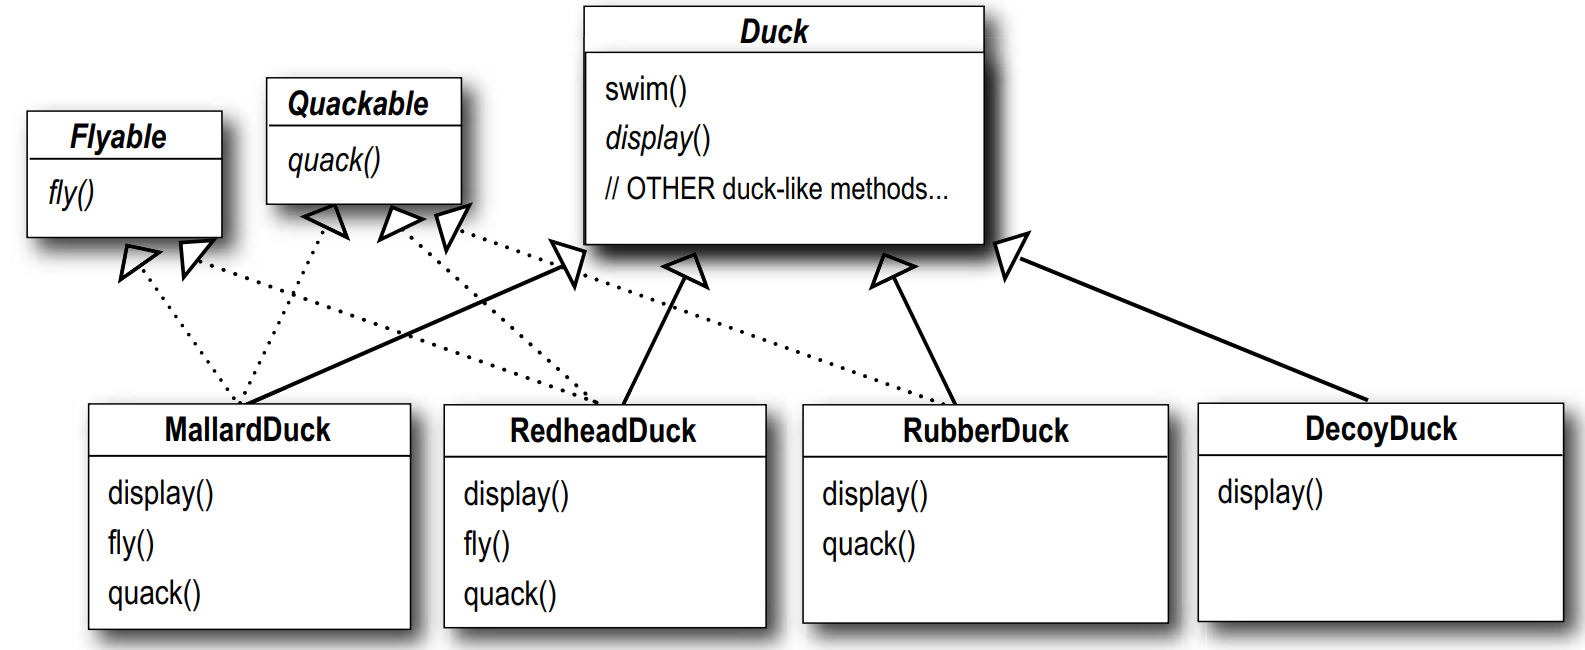 Duck
swim()
display()
// OTHER duck-like methods...
Quackable
quack()
Flyable
fly()
MallardDuck
display()
fly()
quack()
RedheadDuck
display()
fly()
quack()
RubberDuck
display()
quack()
DecoyDuck
display()